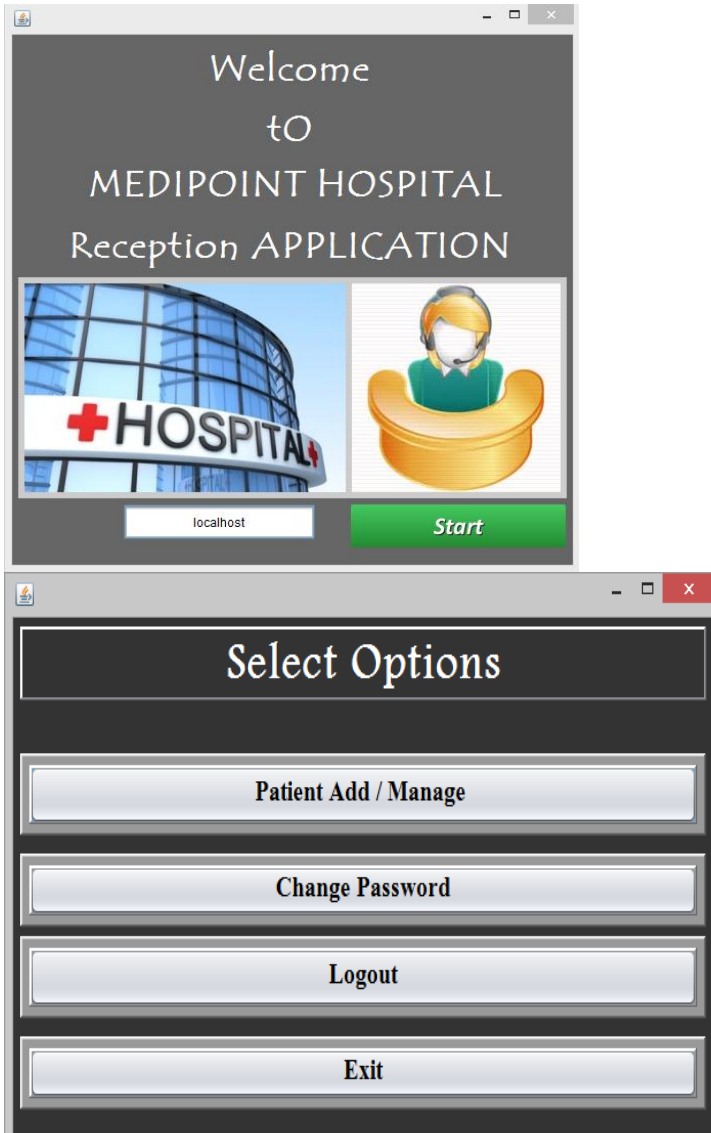 Welcome
tO
MEDIPOINT HOSPITAL
Reception APPLICATION
HOSPITAL
localhost
Start
Select Options
Patient Add / Manage
Change Password
Logout
Exit